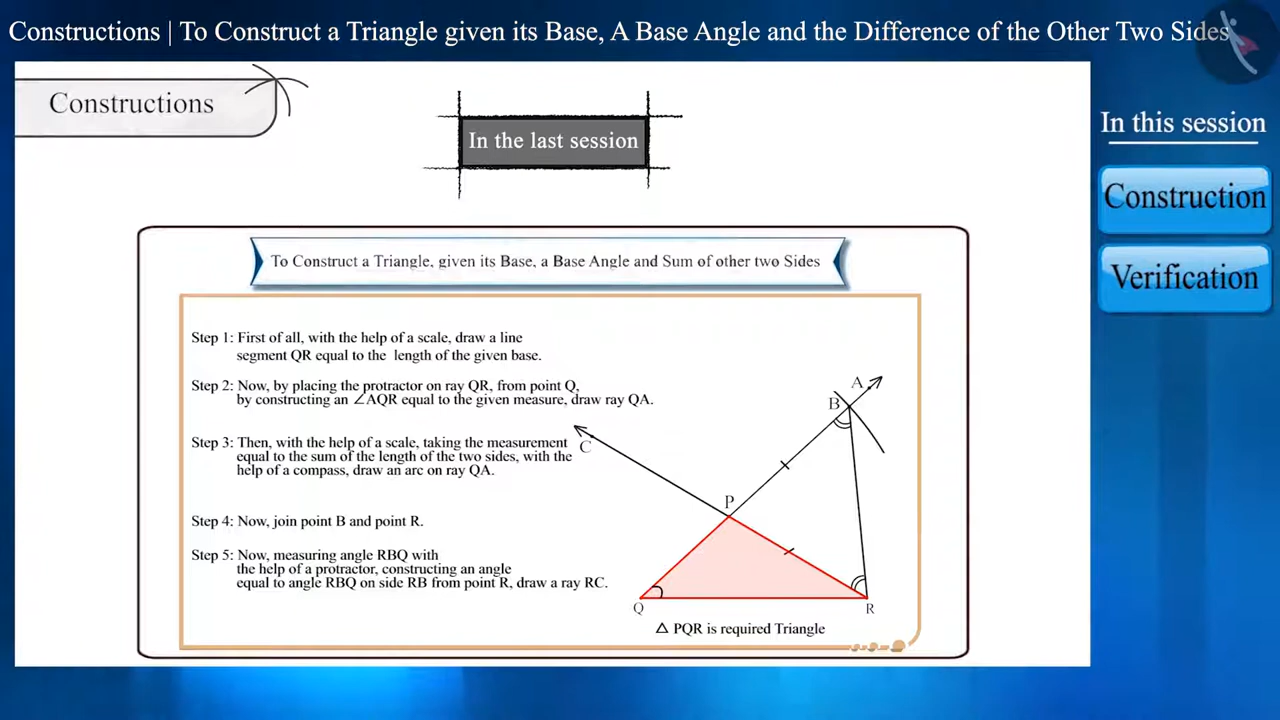 Constructions | To Construct a Triangle given its Base, A Base Angle and the Difference of the Other Two Sides
Constructions
In the last session
In this session
Construction
Verification
To Construct a Triangle, given its Base, a Base Angle and Sum of other two Sides
Step 1: First of all, with the help of a scale, draw a line
segment QR equal to the length of the given base.
Step 2: Now, by placing the protractor on ray QR, from point Q,
by constructing an ∠AQR equal to the given measure, draw ray QA.
Step 3: Then, with the help of a scale, taking the measurement
equal to the sum of the length of the two sides, with the
help of a compass, draw an arc on ray QA.
Step 4: Now, join point B and point R.
Step 5: Now, measuring angle RBQ with
the help of a protractor, constructing an angle
equal to angle RBQ on side RB from point R, draw a ray RC.
A
B
C
P
Q
R
△ PQR is required Triangle